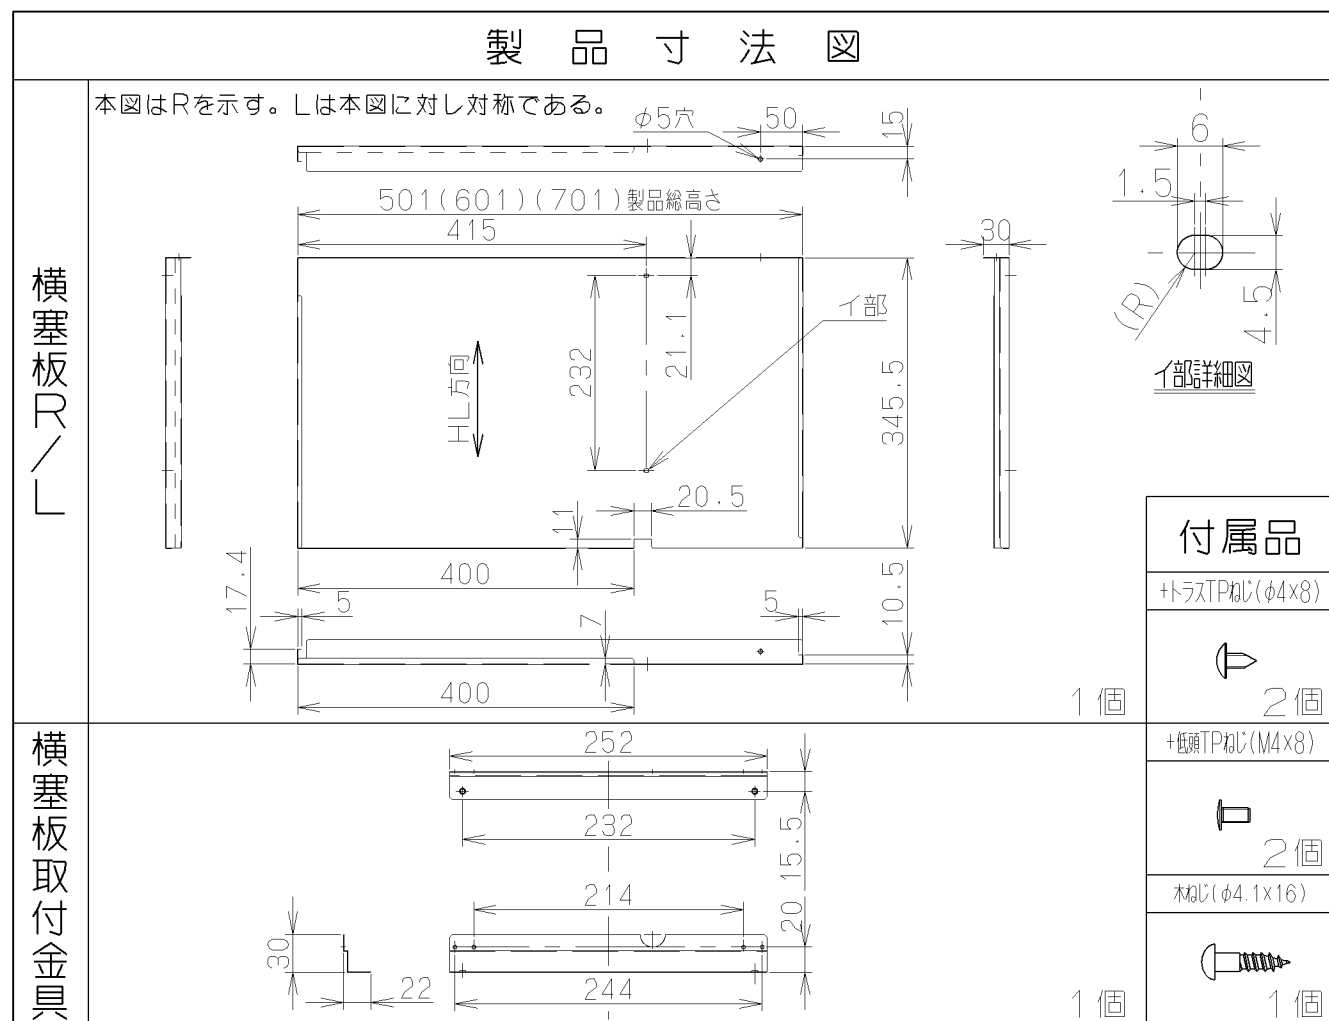 製品寸法図
本図はRを示す。Lは本図に対し対称である。
横塞板R/L
φ5穴
50
15
501(601)(701)製品総高さ
415
30
6
1.5
4.5
(R)
イ部詳細図
イ部
21.1
232
HL方向
345.5
20.5
11
400
17.4
5
7
5
10.5
400
1個
付属品
+トラスTPねじ(φ4×8)
2個
+低頭TPねじ(M4×8)
2個
木ねじ(φ4.1×16)
1個
横塞板取付金具
252
232
15.5
214
20
30
22
244
1個